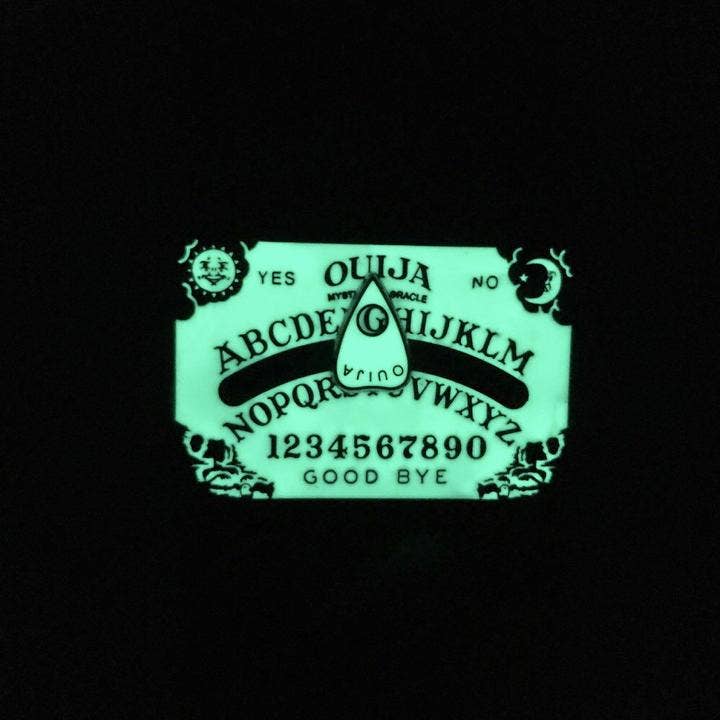 YES OUIJA NO
ORACLE
ABCDE G HIJKLM
OUIJA
NOPQR VWXYZ
1234567890
GOOD BYE